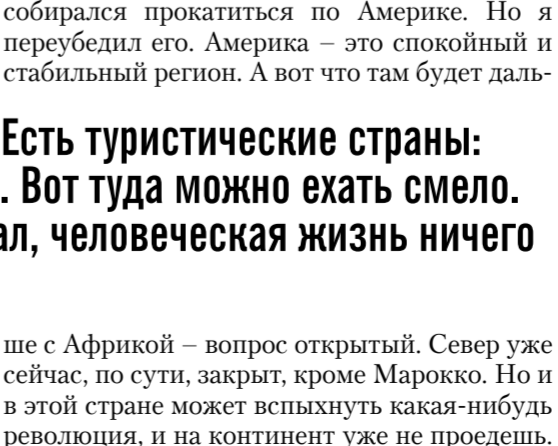 собирался прокатиться по Америке. Но я
переубедил его. Америка – это спокойный и
стабильный регион. А вот что там будет даль-
Есть туристические страны:
. Вот туда можно ехать смело.
ал, человеческая жизнь ничего
ше с Африкой – вопрос открытый. Север уже
сейчас, по сути, закрыт, кроме Марокко. Но и
в этой стране может вспыхнуть какая-нибудь
революция, и на континент уже не проедешь.